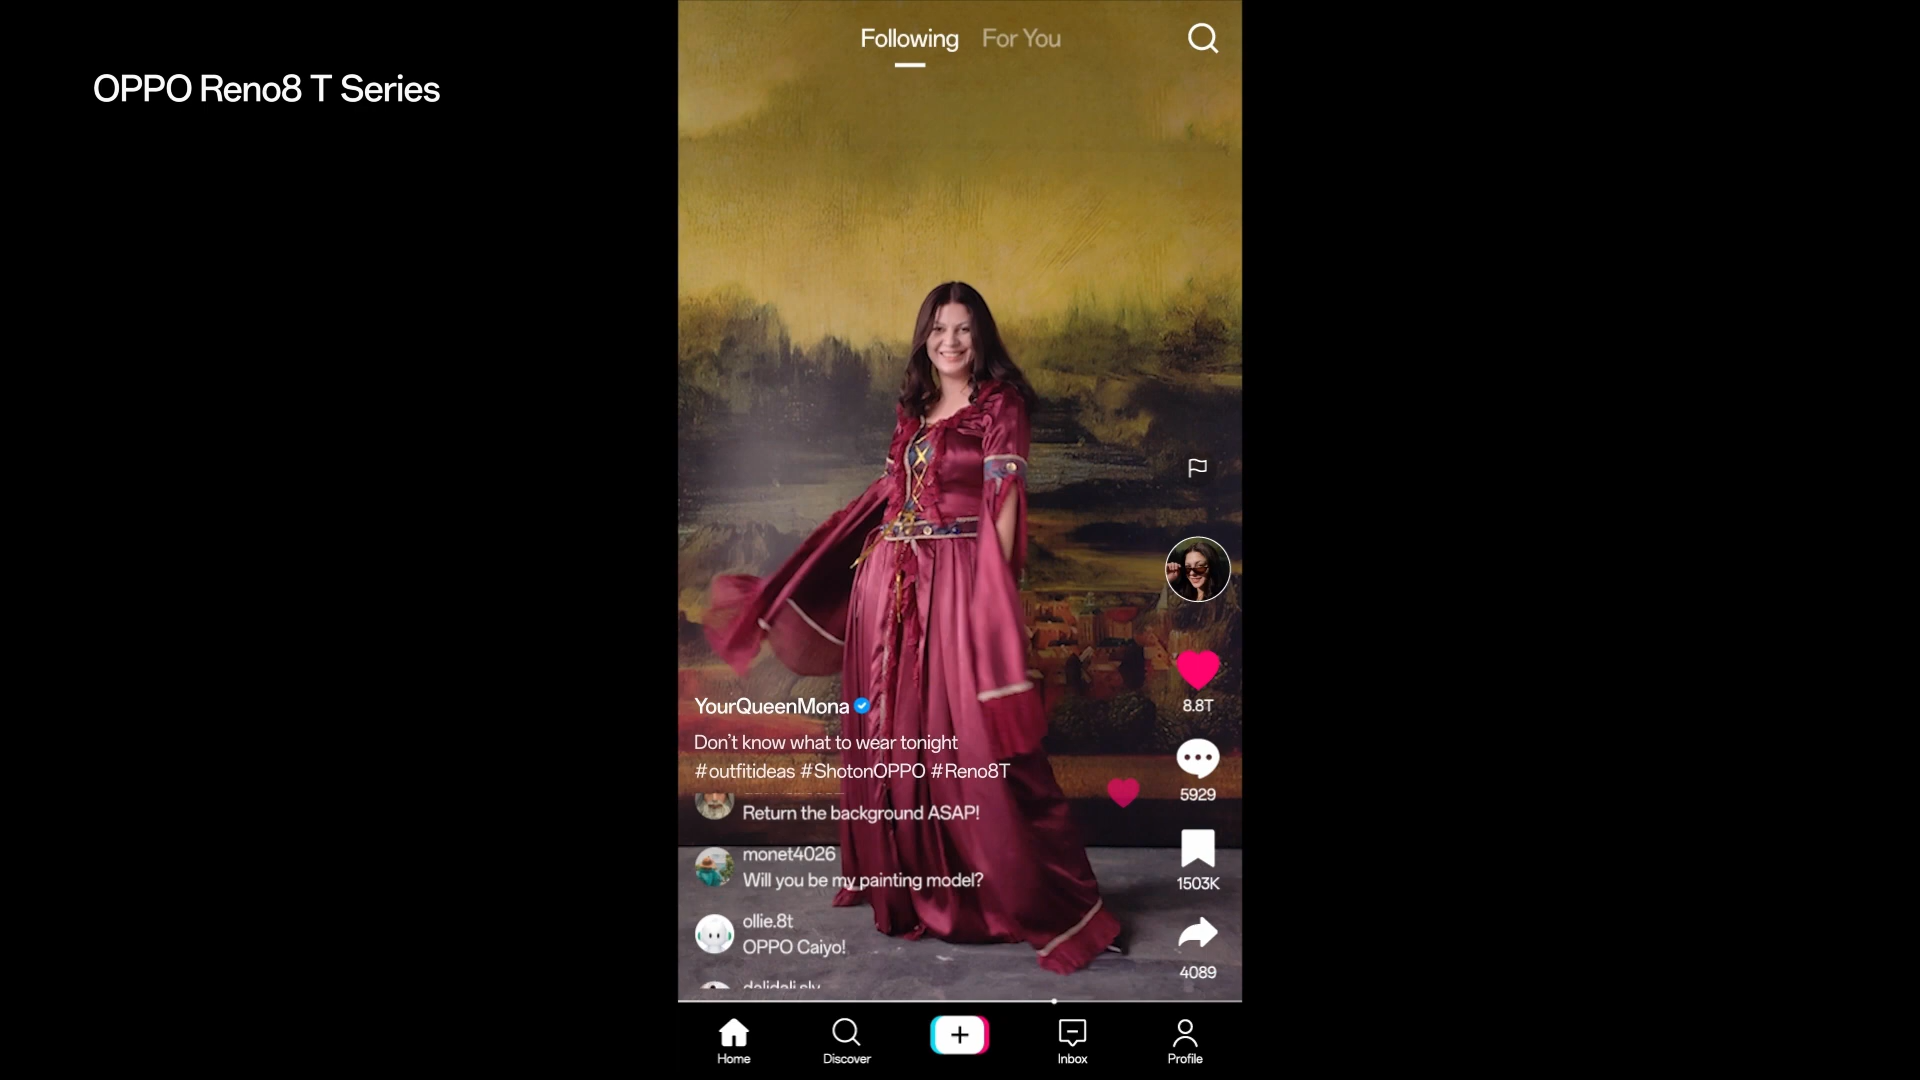 OPPO Reno8 T Series
Following For You
YourQueenMona
Don't know what to wear tonight
#outfitideas #ShotonOPPO #Reno8T
Return the background ASAP!
monet4026
Will you be my painting model?
ollie.8t
OPPO Caiyo!
dalidali.sly
8.8T
5929
1503K
4089
Home Discover Inbox Profile